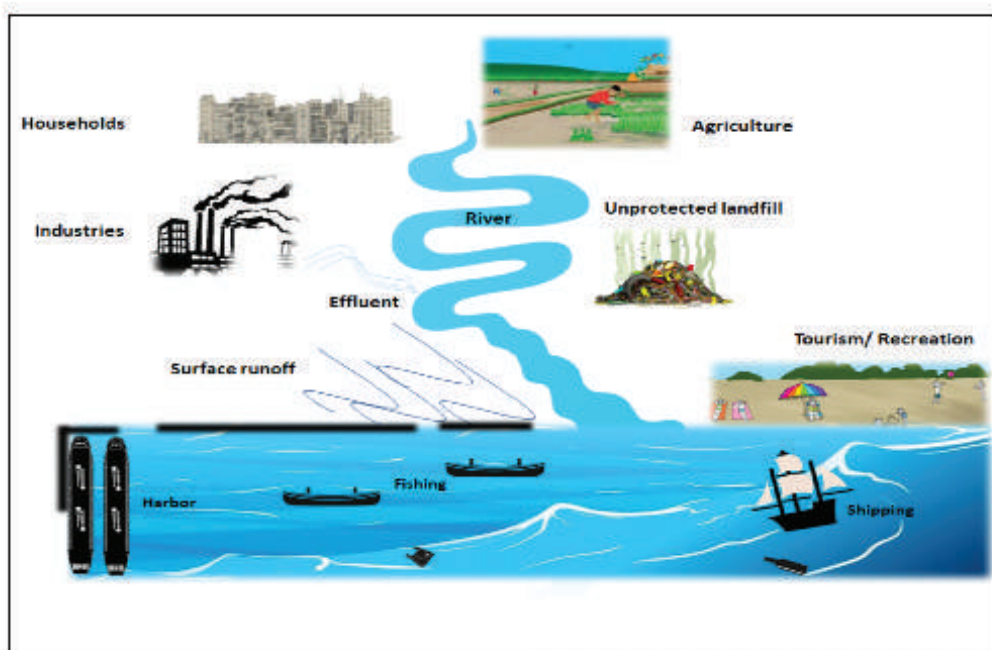 Households
Agriculture
Industries
River
Unprotected landfill
Effluent
Surface runoff
Tourism/ Recreation
Fishing
Harbor
Shipping